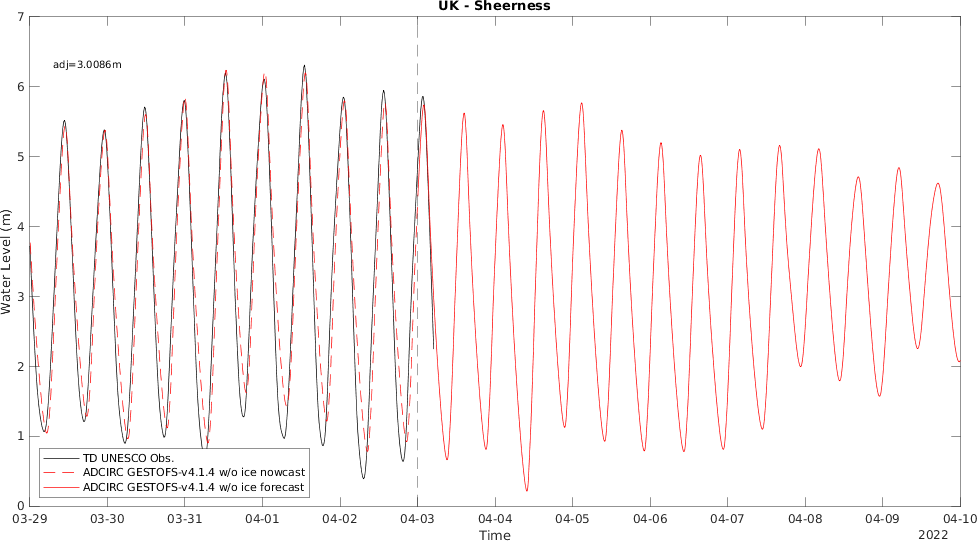 UK - Sheerness
7
adj=3.0086m
6
5
4
3
2
1
0
Water Level (m)
TD UNESCO Obs.
ADCIRC GESTOFS-v4.1.4 w/o ice nowcast
ADCIRC GESTOFS-v4.1.4 w/o ice forecast
03-29 03-30 03-31 04-01 04-02 04-03 04-04 04-05 04-06 04-07 04-08 04-09 04-10
Time
2022